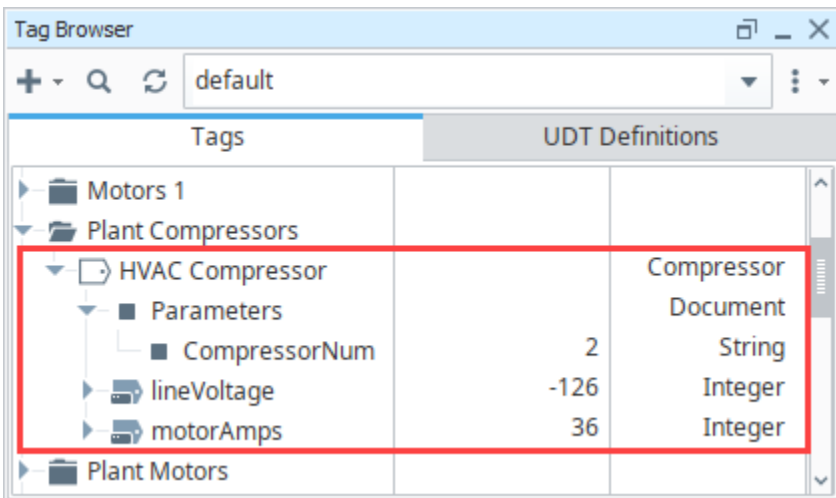 Tag Browser
default
Tags UDT Definitions
Motors 1
Plant Compressors
HVAC Compressor Compressor
Parameters Document
CompressorNum 2 String
lineVoltage -126 Integer
motorAmps 36 Integer
Plant Motors